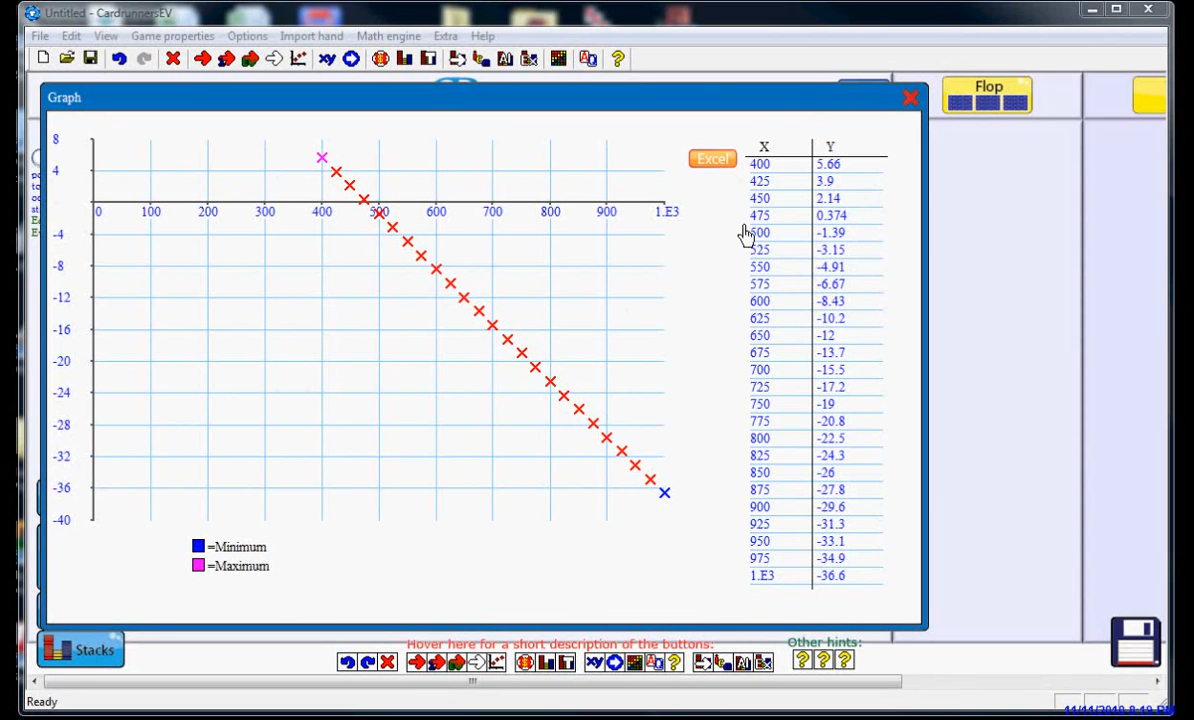 Untitled - CardrunnersEV
File Edit View Game properties Options Import hand Math engine Extra Help
Flop
Graph
Excel
X Y
400 5.66
425 3.9
450 2.14
475 0.374
500 -1.39
525 -3.15
550 -4.91
575 -6.67
600 -8.43
625 -10.2
650 -12
675 -13.7
700 -15.5
725 -17.2
750 -19
775 -20.8
800 -22.5
825 -24.3
850 -26
875 -27.8
900 -29.6
925 -31.3
950 -33.1
975 -34.9
1.E3 -36.6
8
4
0 100 200 300 400 500 600 700 800 900 1.E3
-4
-8
-12
-16
-20
-24
-28
-32
-36
-40
=Minimum
=Maximum
Stacks
Hover here for a short description of the buttons:
Other hints:
Ready